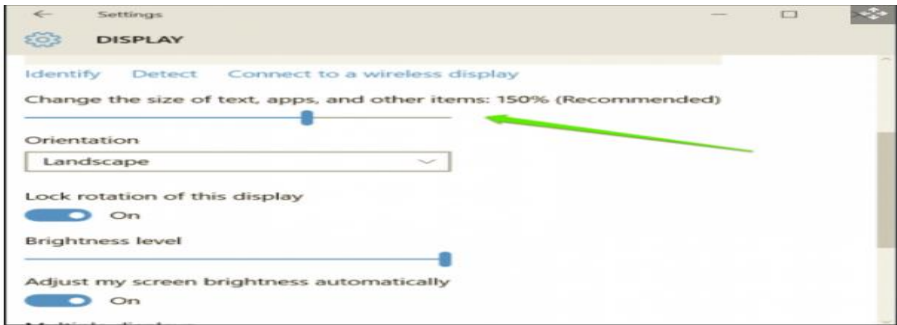 Settings
DISPLAY
Identify Detect Connect to a wireless display
Change the size of text, apps, and other items: 150% (Recommended)
Orientation
Landscape
Lock rotation of this display
On
Brightness level
Adjust my screen brightness automatically
On